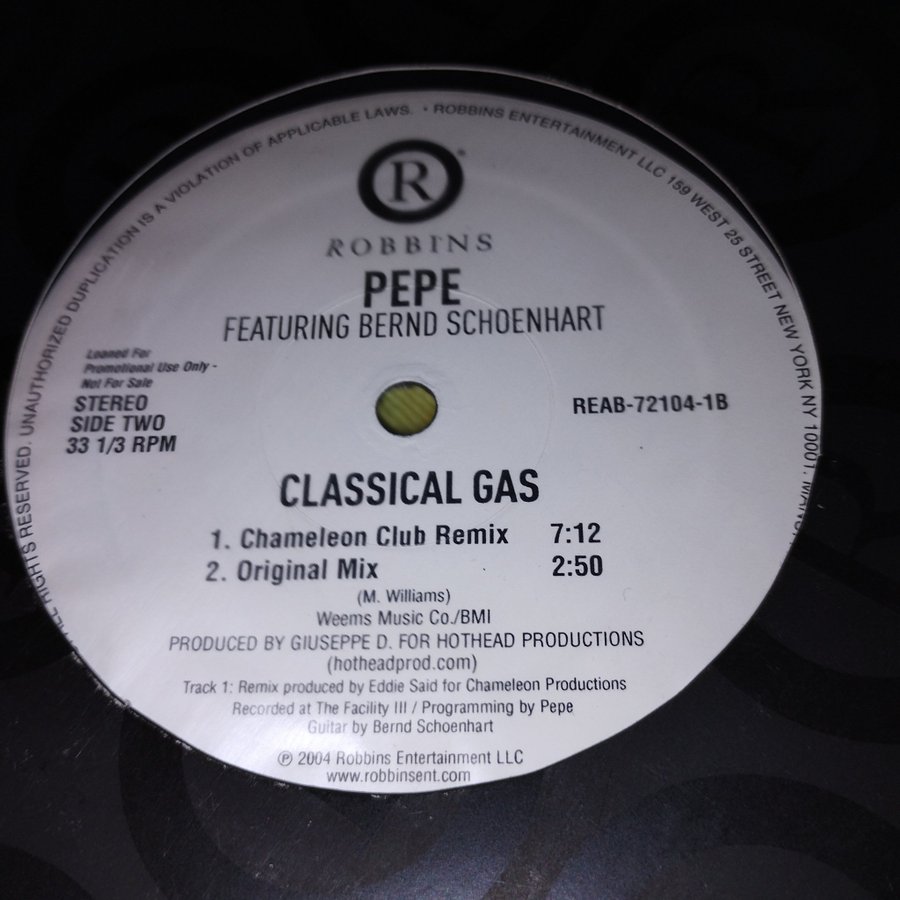 ALL RIGHTS RESERVED. UNAUTHORIZED DUPLICATION IS A VIOLATION OF APPLICABLE LAWS. • ROBBINS ENTERTAINMENT LLC 159 WEST 25 STREET NEW YORK NY 10001.
R
ROBBINS
PEPE
FEATURING BERND SCHOENHART
Loaned For
Promotional Use Only -
Not For Sale
STEREO
SIDE TWO
33 1/3 RPM
REAB-72104-1B
CLASSICAL GAS
1. Chameleon Club Remix 7:12
2. Original Mix 2:50
(M. Williams)
Weems Music Co./BMI
PRODUCED BY GIUSEPPE D. FOR HOTHEAD PRODUCTIONS
(hotheadprod.com)
Track 1: Remix produced by Eddie Said for Chameleon Productions
Recorded at The Facility III / Programming by Pepe
Guitar by Bernd Schoenhart
℗ 2004 Robbins Entertainment LLC
www.robbinsent.com